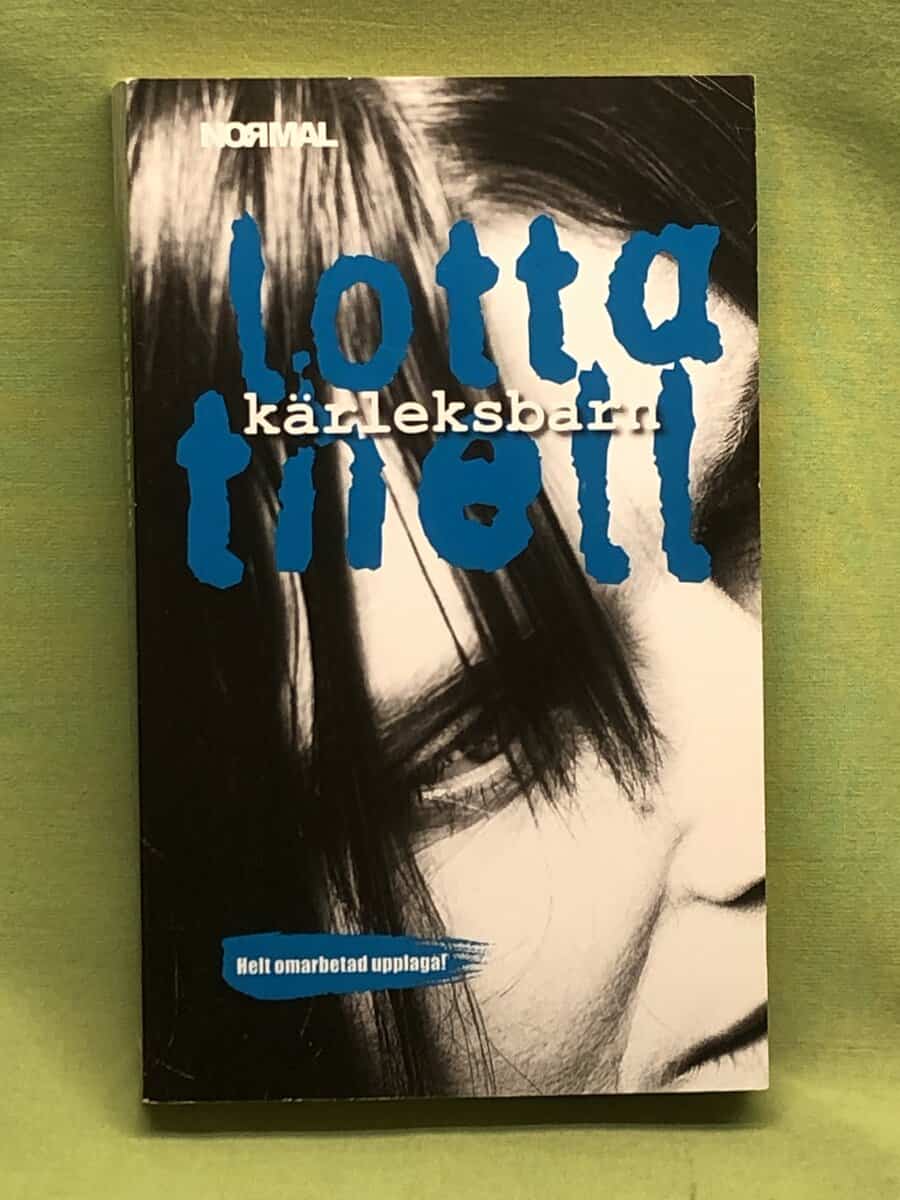 NORMAL
lotta
kärleksbarn
thell
Helt omarbetad upplaga!